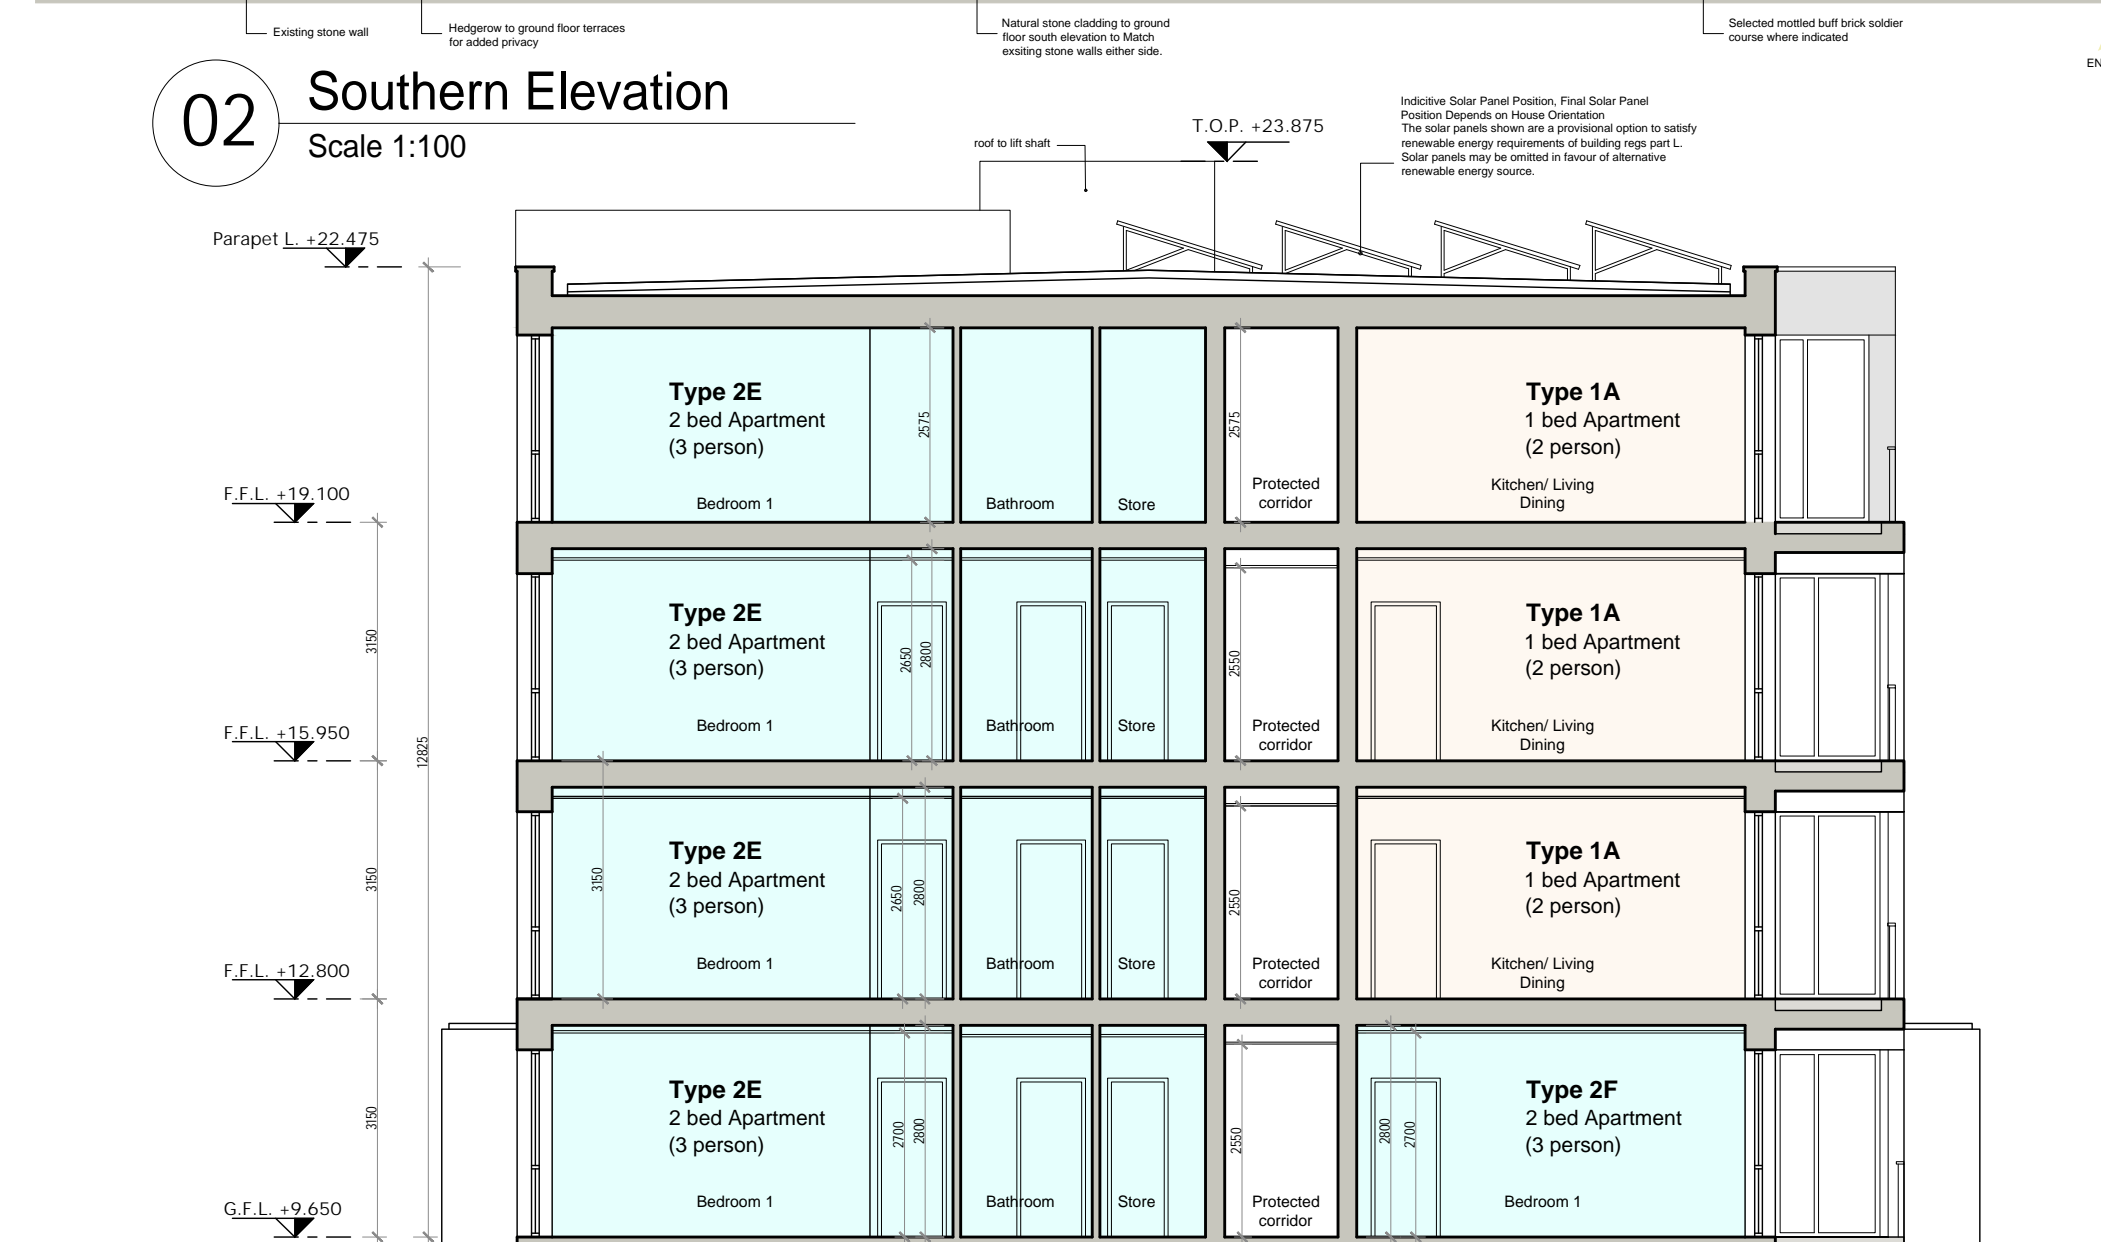 Existing stone wall
Hedgerow to ground floor terraces
for added privacy
Natural stone cladding to ground
floor south elevation to Match
exsiting stone walls either side.
Selected mottled buff brick soldier
course where indicated
EN
02
Southern Elevation
Scale 1:100
Indicitive Solar Panel Position, Final Solar Panel
Position Depends on House Orientation
The solar panels shown are a provisional option to satisfy
renewable energy requirements of building regs part L.
Solar panels may be omitted in favour of alternative
renewable energy source.
T.O.P. +23.875
roof to lift shaft
Parapet L. +22.475
Type 2E
2 bed Apartment
(3 person)
Bedroom 1
2575
Bathroom
Store
2575
Protected
corridor
Type 1A
1 bed Apartment
(2 person)
Kitchen/ Living
Dining
F.F.L. +19.100
3150
Type 2E
2 bed Apartment
(3 person)
Bedroom 1
2650
2800
Bathroom
Store
2550
Protected
corridor
Type 1A
1 bed Apartment
(2 person)
Kitchen/ Living
Dining
F.F.L. +15.950
12825
3150
3150
Type 2E
2 bed Apartment
(3 person)
Bedroom 1
2650
2800
Bathroom
Store
2550
Protected
corridor
Type 1A
1 bed Apartment
(2 person)
Kitchen/ Living
Dining
F.F.L. +12.800
3150
Type 2E
2 bed Apartment
(3 person)
Bedroom 1
2700
2800
Bathroom
Store
2550
Protected
corridor
2800
2700
Type 2F
2 bed Apartment
(3 person)
Bedroom 1
G.F.L. +9.650